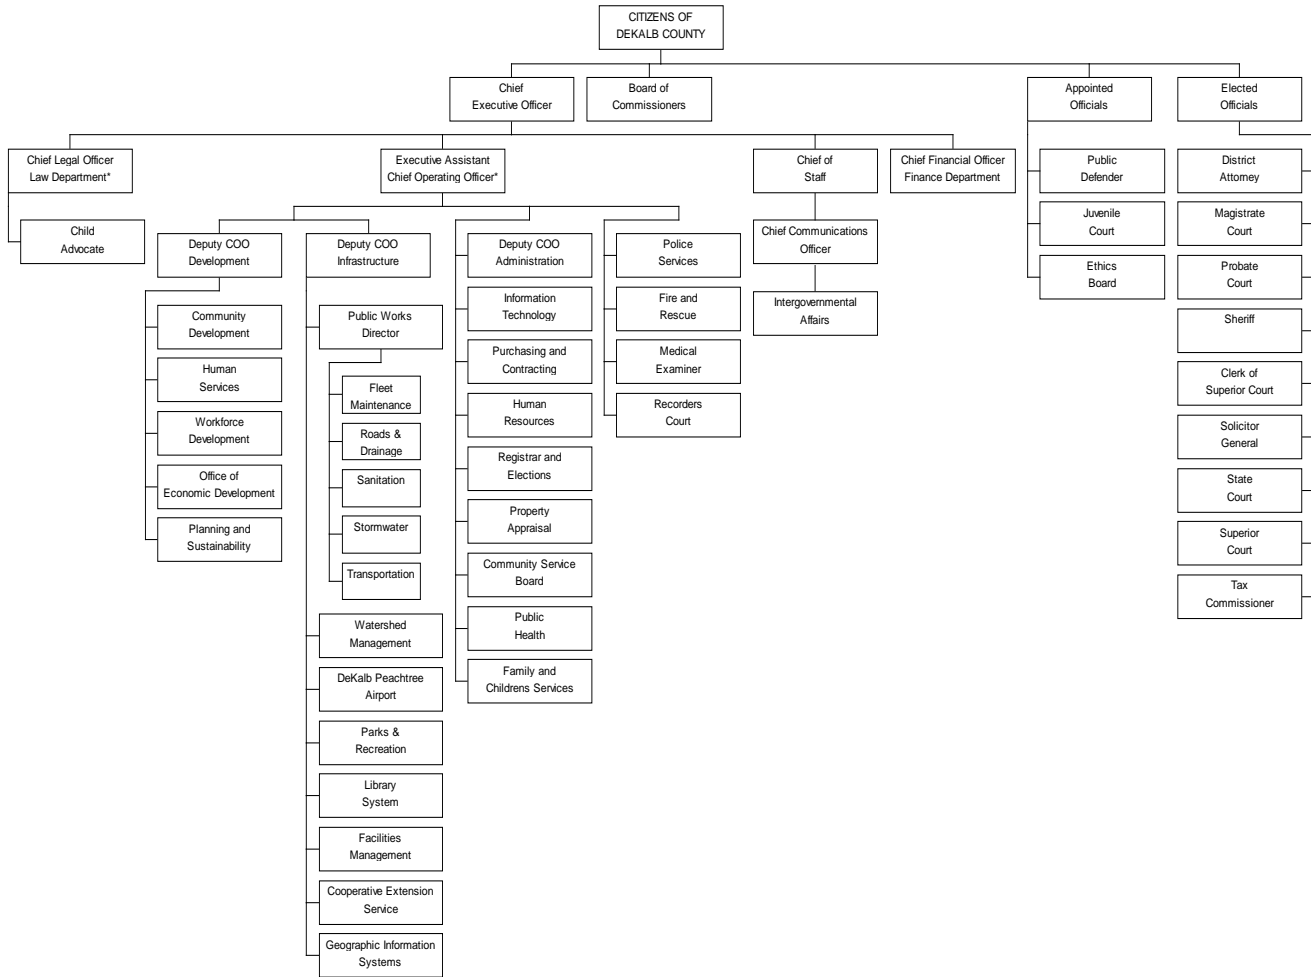 CITIZENS OF
DEKALB COUNTY
Chief
Executive Officer
Board of
Commissioners
Appointed
Officials
Elected
Officials
Chief Legal Officer
Law Department*
Executive Assistant
Chief Operating Officer*
Chief of
Staff
Chief Financial Officer
Finance Department
Child
Advocate
Deputy COO
Development
Community
Development
Human
Services
Workforce
Development
Office of
Economic Development
Planning and
Sustainability
Deputy COO
Infrastructure
Public Works
Director
Fleet
Maintenance
Roads &
Drainage
Sanitation
Stormwater
Transportation
Watershed
Management
DeKalb Peachtree
Airport
Parks &
Recreation
Library
System
Facilities
Management
Cooperative Extension
Service
Geographic Information
Systems
Deputy COO
Administration
Information
Technology
Purchasing and
Contracting
Human
Resources
Registrar and
Elections
Property
Appraisal
Community Service
Board
Public
Health
Family and
Childrens Services
Police
Services
Fire and
Rescue
Medical
Examiner
Recorders
Court
Chief Communications
Officer
Intergovernmental
Affairs
Public
Defender
Juvenile
Court
Ethics
Board
District
Attorney
Magistrate
Court
Probate
Court
Sheriff
Clerk of
Superior Court
Solicitor
General
State
Court
Superior
Court
Tax
Commissioner